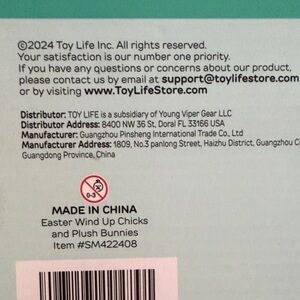 ©2024 Toy Life Inc. All rights reserved.
Your satisfaction is our number one priority.
If you have any questions or concerns about our product,
please contact us by email at support@toylifestore.com
or by visiting www.ToyLifeStore.com
Distributor: TOY LIFE is a subsidiary of Young Viper Gear LLC
Distributor Address: 8400 NW 36 St, Doral FL 33166 USA
Manufacturer: Guangzhou Pinsheng International Trade Co., Ltd
Manufacturer Address: 1809, No.3 panlong Street, Haizhu District, Guangzhou
Guangdong Province, China
0-3
MADE IN CHINA
Easter Wind Up Chicks
and Plush Bunnies
Item #SM422408